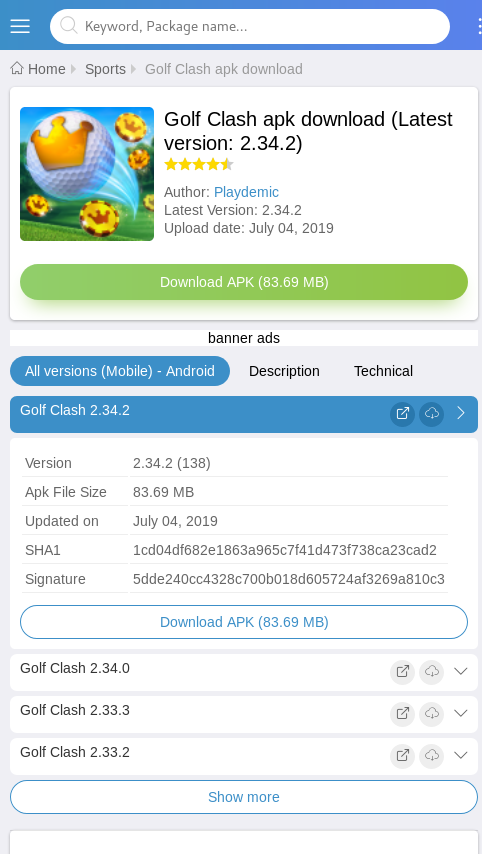 Keyword, Package name...
Home Sports Golf Clash apk download
Golf Clash apk download (Latest
version: 2.34.2)
Author: Playdemic
Latest Version: 2.34.2
Upload date: July 04, 2019
Download APK (83.69 MB)
banner ads
All versions (Mobile) - Android Description Technical
Golf Clash 2.34.2
Version 2.34.2 (138)
Apk File Size 83.69 MB
Updated on July 04, 2019
SHA1 1cd04df682e1863a965c7f41d473f738ca23cad2
Signature 5dde240cc4328c700b018d605724af3269a810c3
Download APK (83.69 MB)
Golf Clash 2.34.0
Golf Clash 2.33.3
Golf Clash 2.33.2
Show more